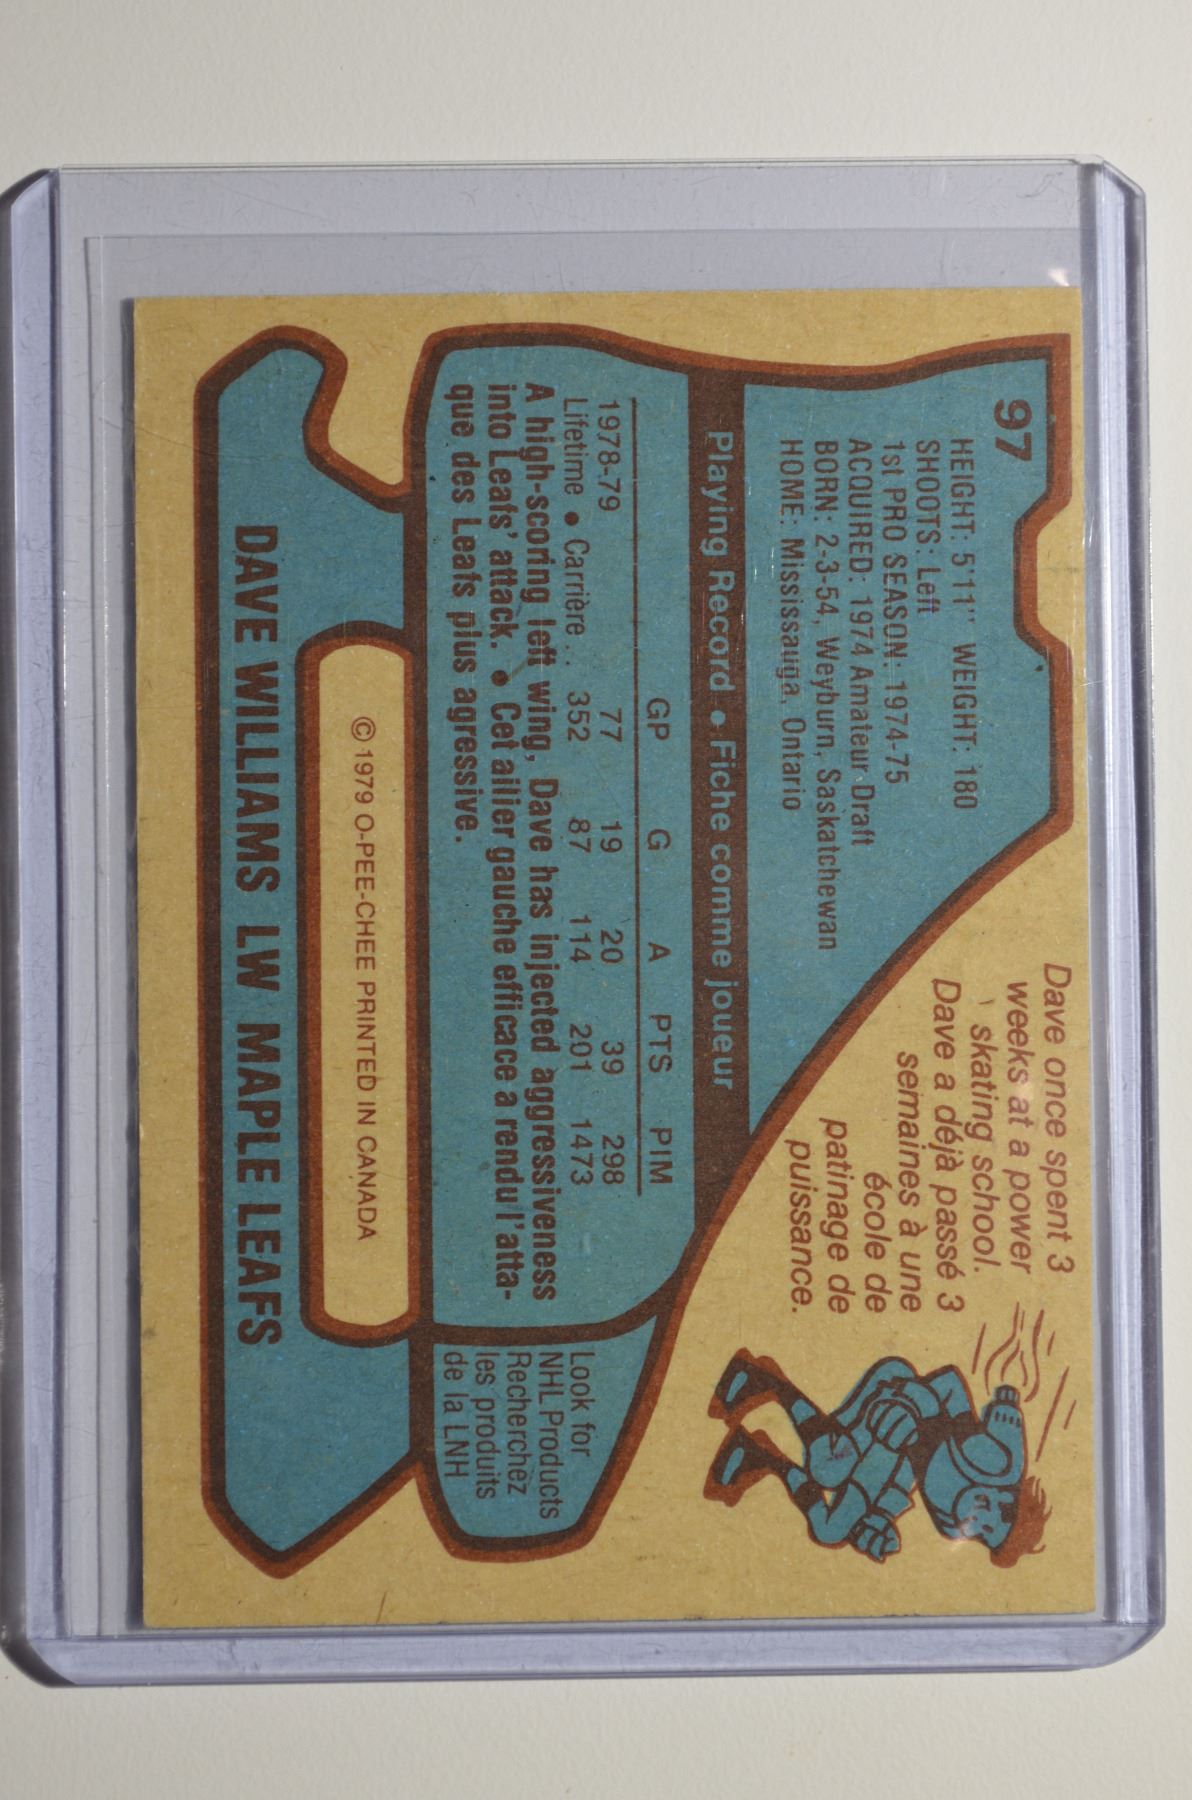 97
HEIGHT: 5'11" WEIGHT: 180
SHOOTS: Left
1st PRO SEASON: 1974-75
ACQUIRED: 1974 Amateur Draft
BORN: 2-3-54, Weyburn, Saskatchewan
HOME: Mississauga, Ontario
Dave once spent 3
weeks at a power
skating school.
Dave a déjà passé 3
semaines à une
école de
patinage de
puissance.
Playing Record • Fiche comme joueur
GP G A PTS PIM
1978-79 77 19 20 39 298
Lifetime • Carrière.. 352 87 114 201 1473
A high-scoring left wing, Dave has injected aggressiveness
into Leafs' attack. • Cet ailier gauche efficace a rendu l'atta-
que des Leafs plus agressive.
Look for
NHL Products
Recherchez
les produits
de la LNH
© 1979 O-PEE-CHEE PRINTED IN CANADA
DAVE WILLIAMS LW MAPLE LEAFS